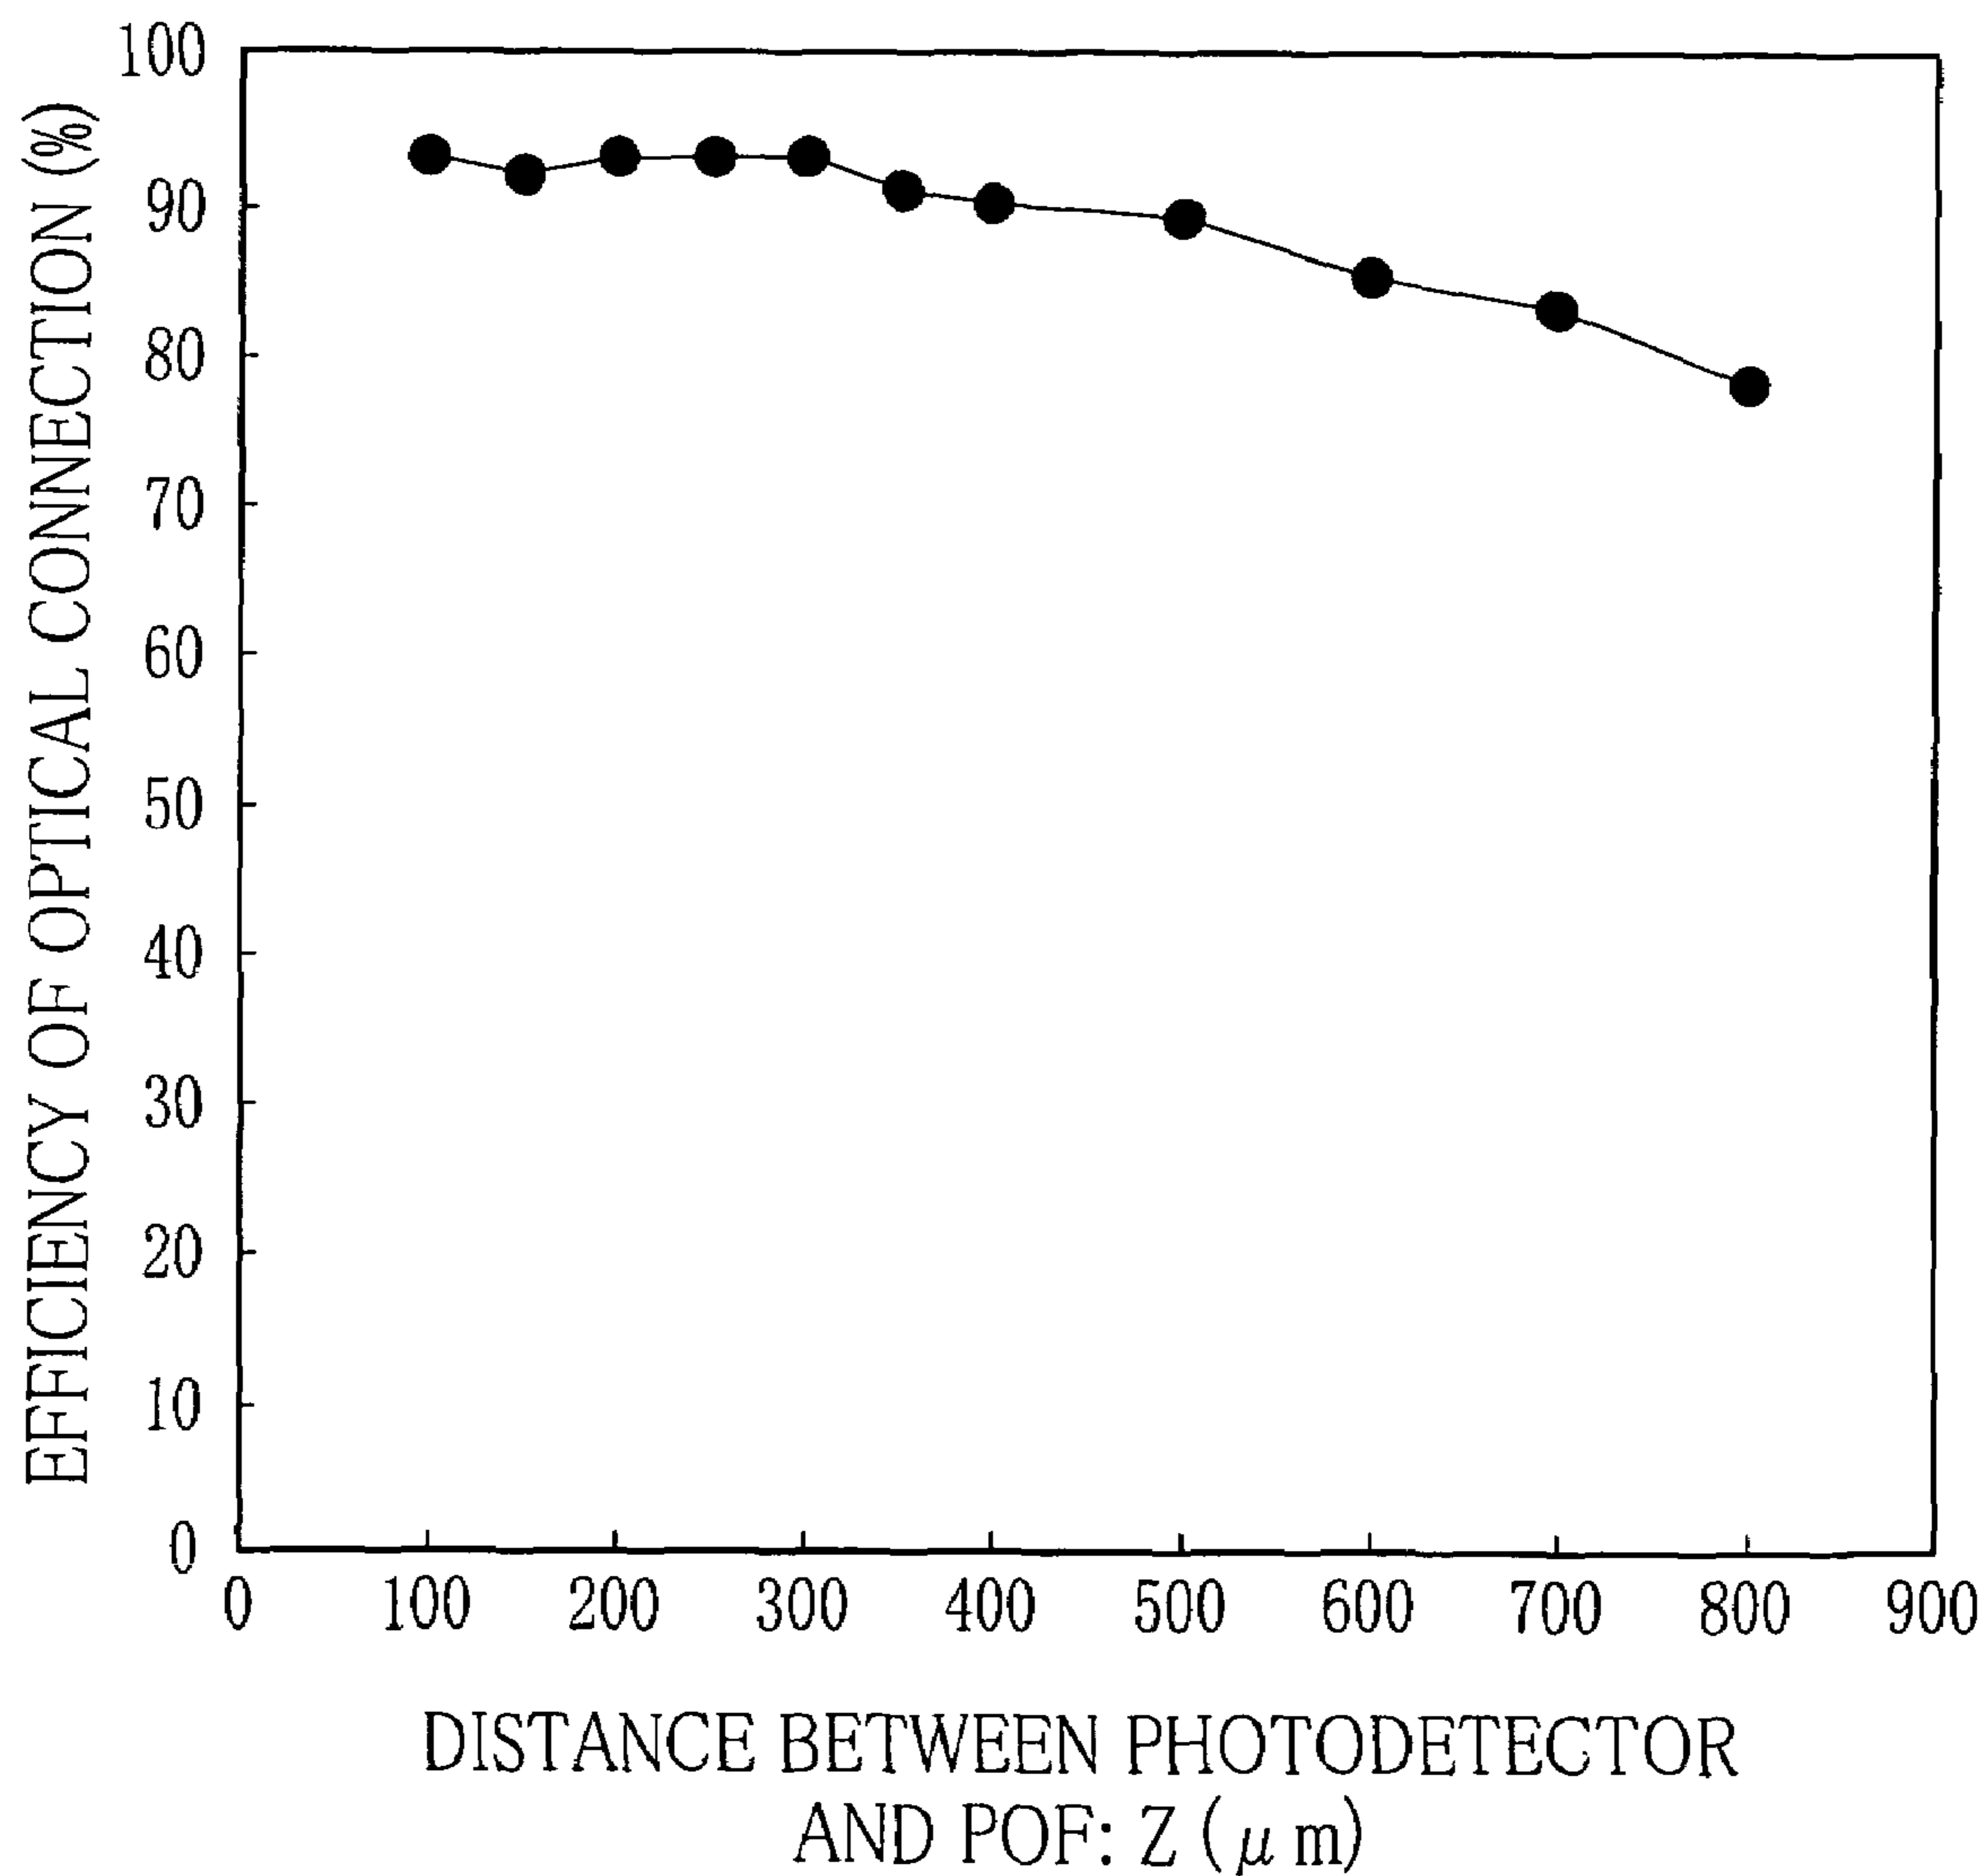 EFFICIENCY OF OPTICAL CONNECTION (%)
100
90
80
70
60
50
40
30
20
10
0
0 100 200 300 400 500 600 700 800 900
DISTANCE BETWEEN PHOTODETECTOR
AND POF: Z (μm)